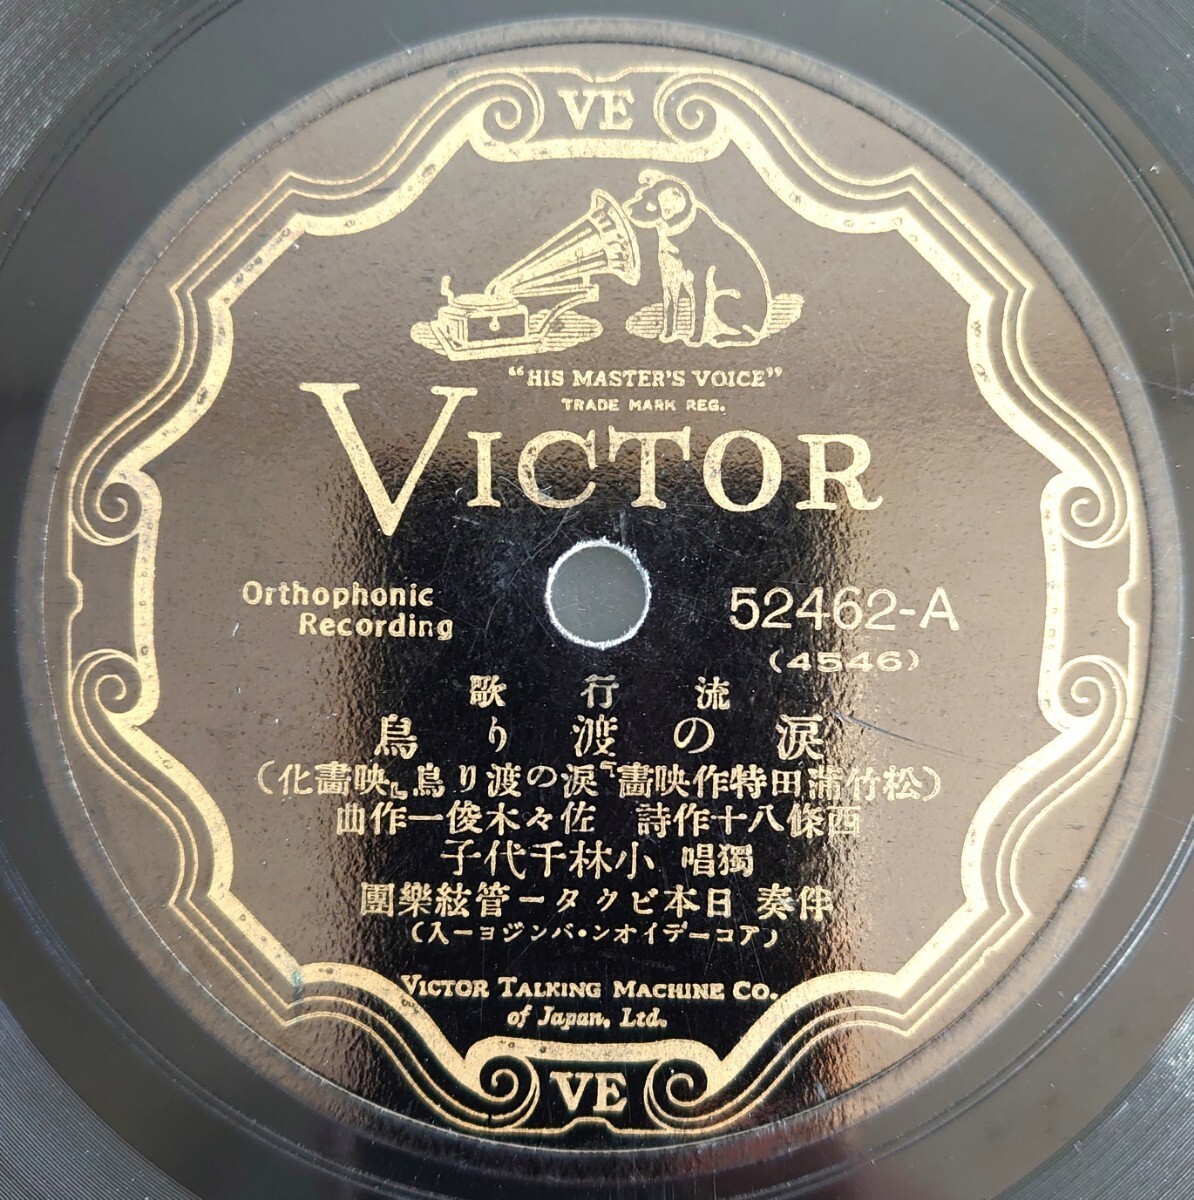 VE
"HIS MASTER'S VOICE"
TRADE MARK REG.
VICTOR
Orthophonic
Recording
52462-A
(4546)
流行歌
涙の渡り鳥
(松竹蒲田特作映畫『涙の渡り鳥』映畫化)
西條八十作詩 佐々木俊一作曲
獨唱 小林千代子
伴奏 日本ビクター管絃樂團
(アコーデイオン・バンジヨー入)
VICTOR TALKING MACHINE CO.
of Japan, Ltd.
VE